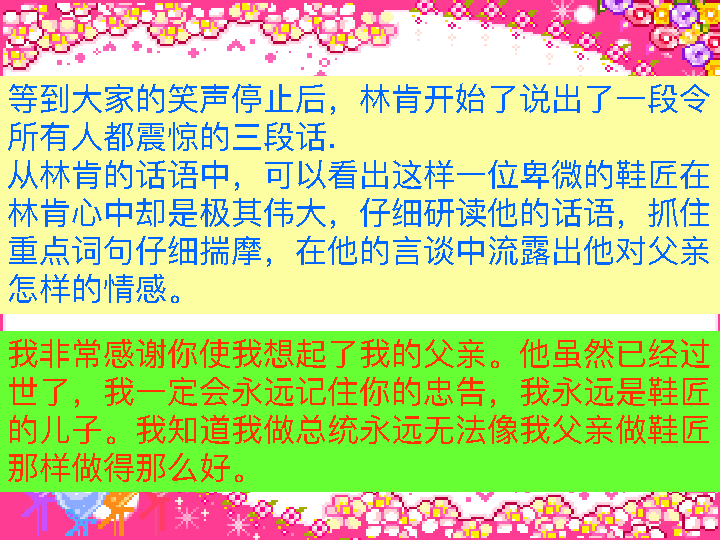 等到大家的笑声停止后，林肯开始了说出了一段令
所有人都震惊的三段话.
从林肯的话语中，可以看出这样一位卑微的鞋匠在
林肯心中却是极其伟大，仔细研读他的话语，抓住
重点词句仔细揣摩，在他的言谈中流露出他对父亲
怎样的情感。
我非常感谢你使我想起了我的父亲。他虽然已经过
世了，我一定会永远记住你的忠告，我永远是鞋匠
的儿子。我知道我做总统永远无法像我父亲做鞋匠
那样做得那么好。